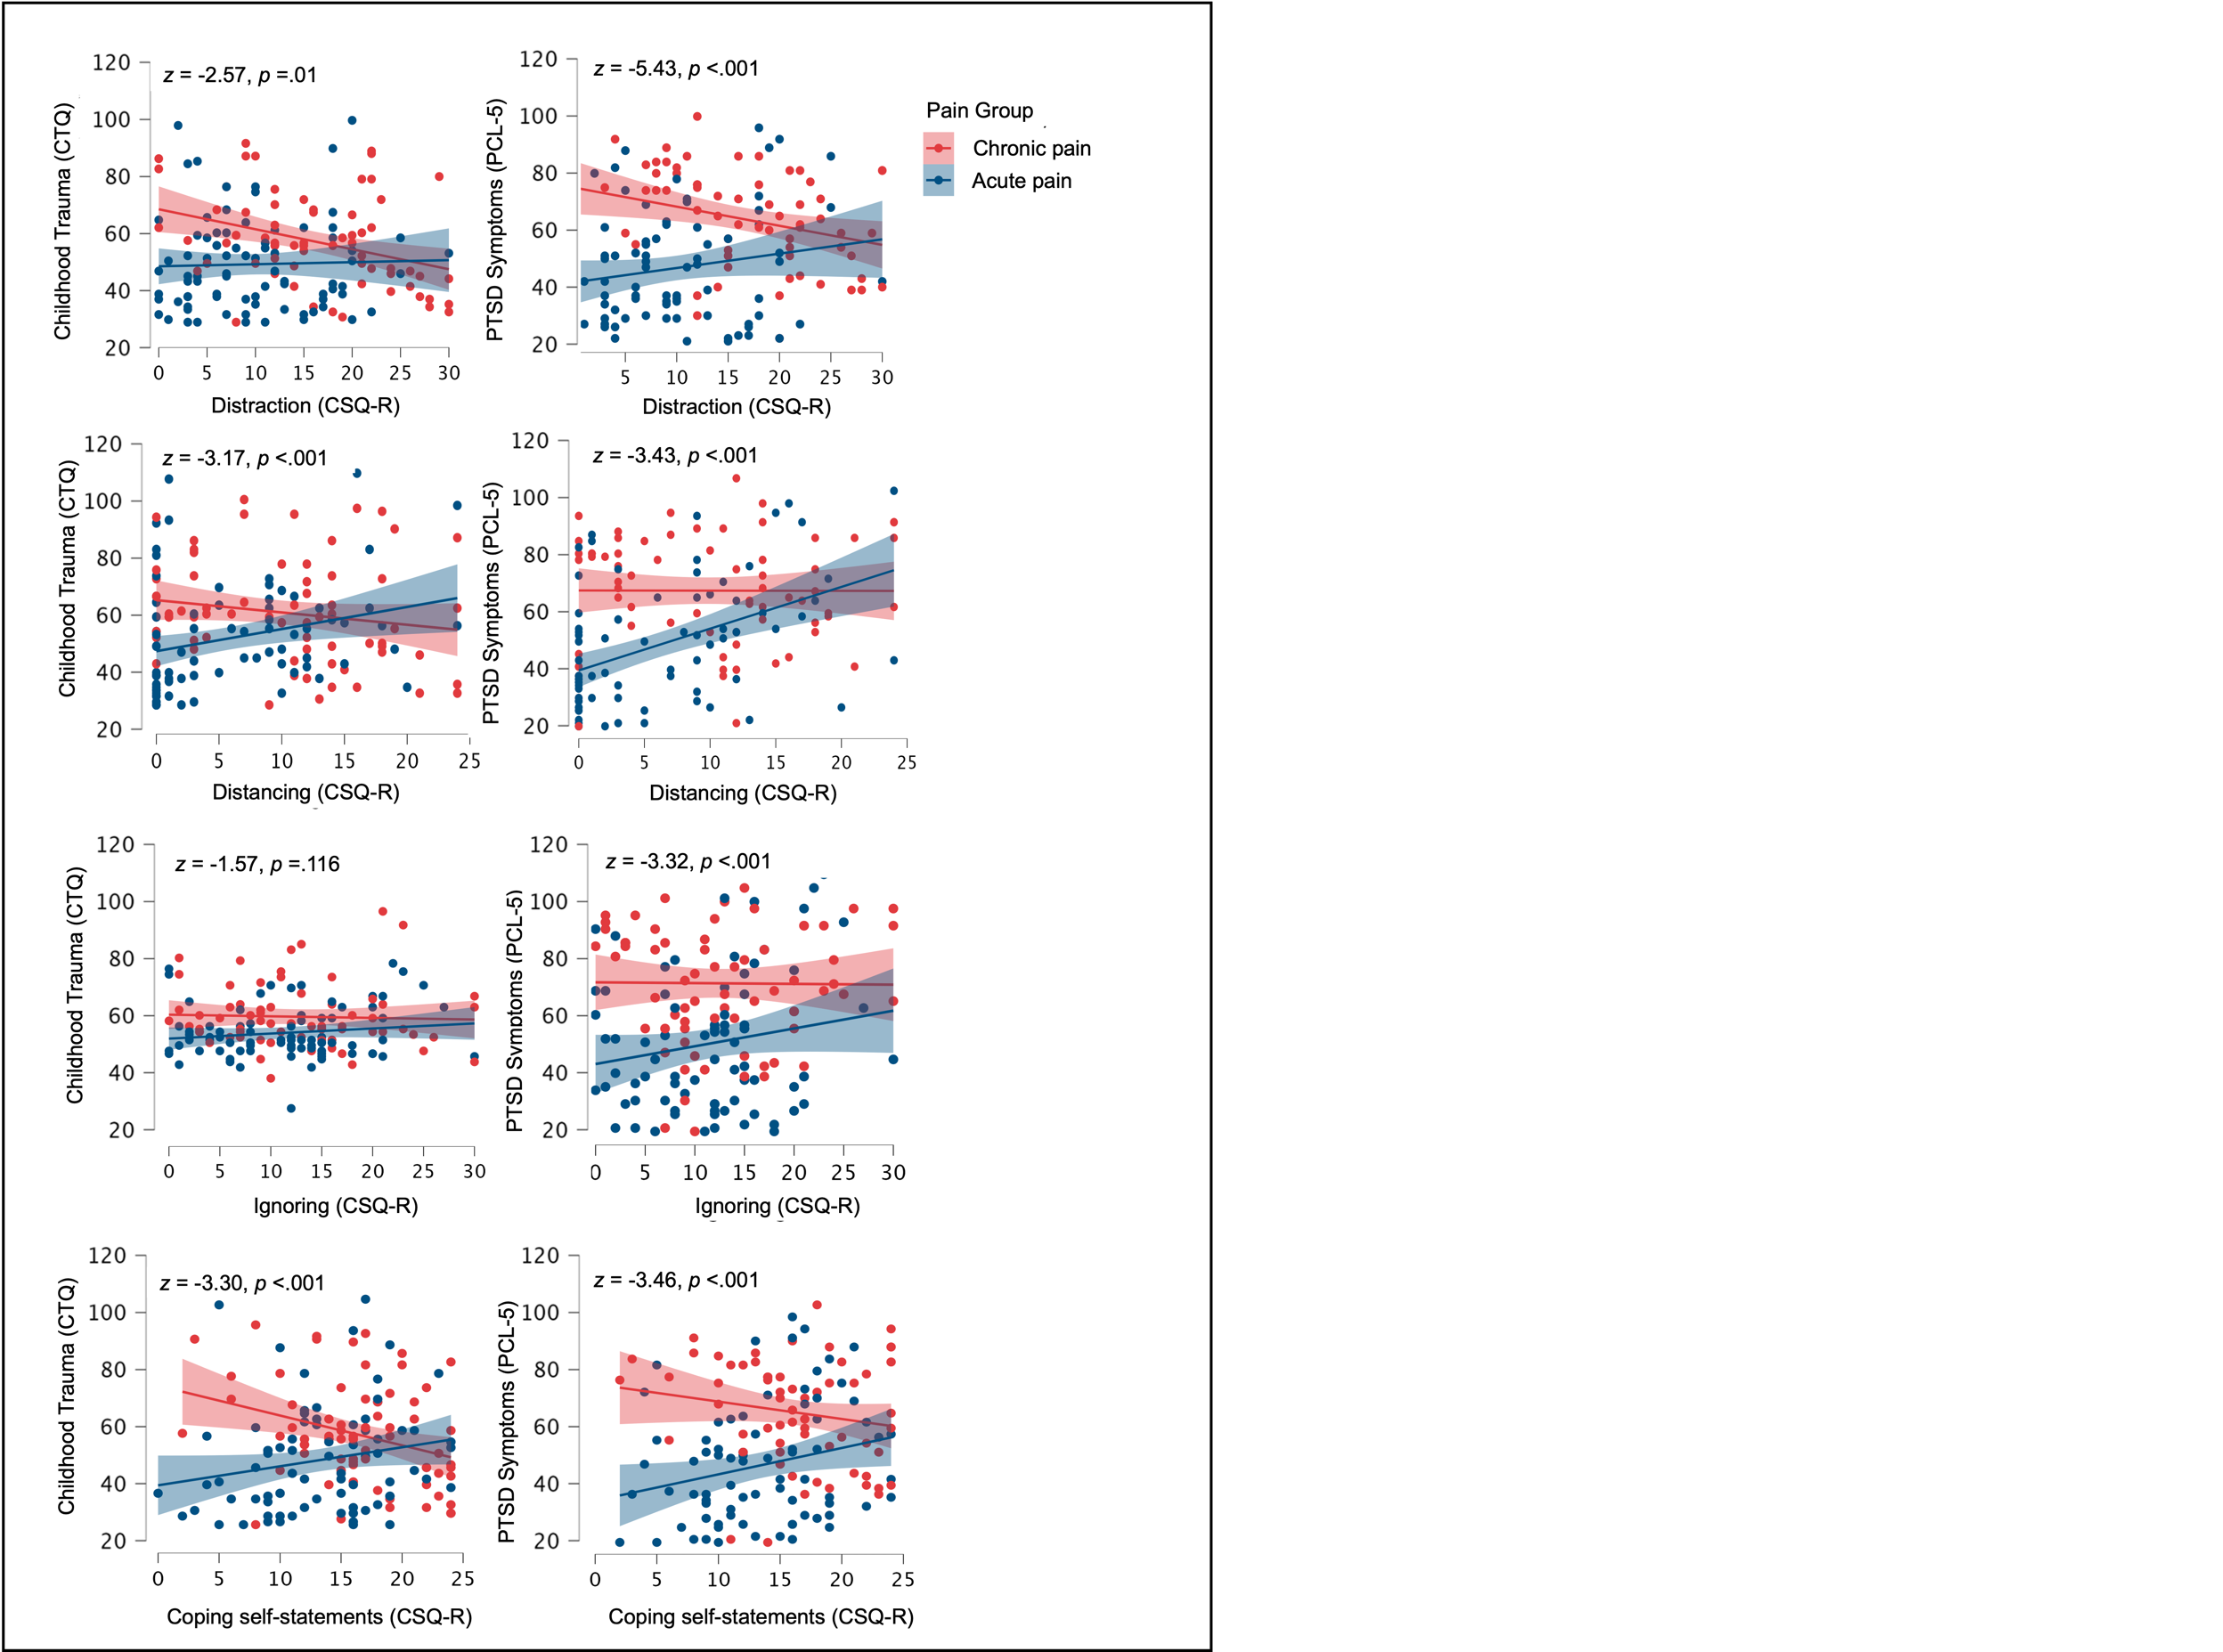 z = -2.57, p =.01
120
100
80
60
40
20
Childhood Trauma (CTQ)
0 5 10 15 20 25 30
Distraction (CSQ-R)
z = -5.43, p <.001
120
100
80
60
40
20
PTSD Symptoms (PCL-5)
5 10 15 20 25 30
Distraction (CSQ-R)
Pain Group
Chronic pain
Acute pain
z = -3.17, p <.001
120
100
80
60
40
20
Childhood Trauma (CTQ)
0 5 10 15 20 25
Distancing (CSQ-R)
z = -3.43, p <.001
120
100
80
60
40
20
PTSD Symptoms (PCL-5)
0 5 10 15 20 25
Distancing (CSQ-R)
z = -1.57, p =.116
120
100
80
60
40
20
Childhood Trauma (CTQ)
0 5 10 15 20 25 30
Ignoring (CSQ-R)
z = -3.32, p <.001
120
100
80
60
40
20
PTSD Symptoms (PCL-5)
0 5 10 15 20 25 30
Ignoring (CSQ-R)
z = -3.30, p <.001
120
100
80
60
40
20
Childhood Trauma (CTQ)
0 5 10 15 20 25
Coping self-statements (CSQ-R)
z = -3.46, p <.001
120
100
80
60
40
20
PTSD Symptoms (PCL-5)
0 5 10 15 20 25
Coping self-statements (CSQ-R)